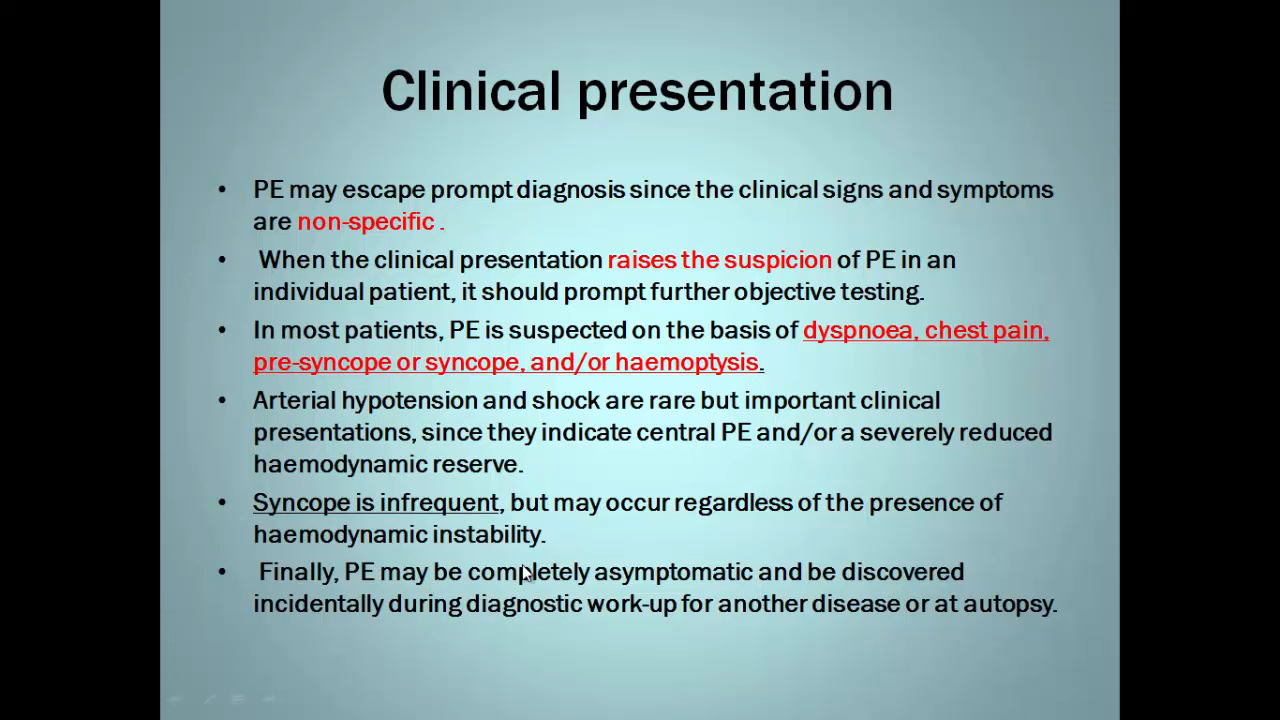 Clinical presentation
• PE may escape prompt diagnosis since the clinical signs and symptoms
are non-specific .
• When the clinical presentation raises the suspicion of PE in an
individual patient, it should prompt further objective testing.
• In most patients, PE is suspected on the basis of dyspnoea, chest pain,
pre-syncope or syncope, and/or haemoptysis.
• Arterial hypotension and shock are rare but important clinical
presentations, since they indicate central PE and/or a severely reduced
haemodynamic reserve.
• Syncope is infrequent, but may occur regardless of the presence of
haemodynamic instability.
• Finally, PE may be completely asymptomatic and be discovered
incidentally during diagnostic work-up for another disease or at autopsy.